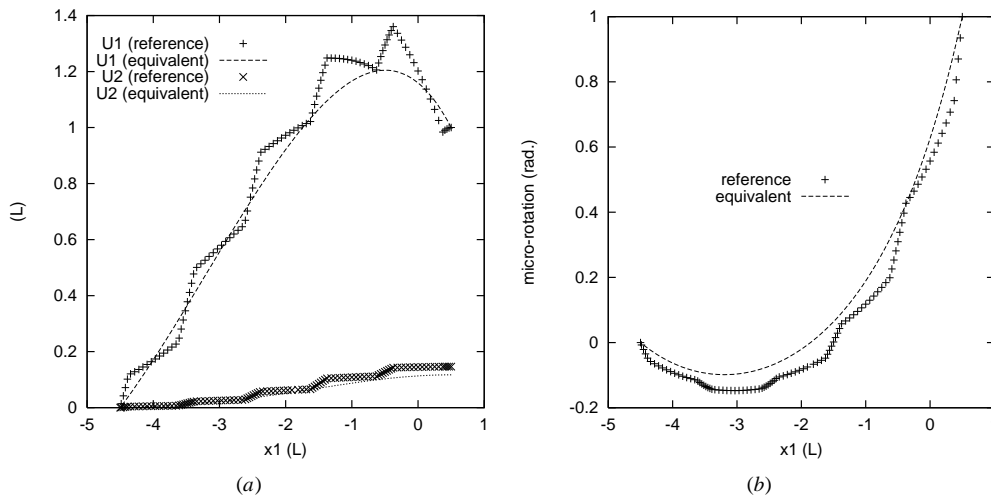 1.4
1.2
1
0.8
0.6
0.4
0.2
0
U1 (reference)
U1 (equivalent)
U2 (reference)
U2 (equivalent)
(L)
-5 -4 -3 -2 -1 0 1
x1 (L)
(a)
1
0.8
0.6
0.4
0.2
0
-0.2
reference
equivalent
micro-rotation (rad.)
-5 -4 -3 -2 -1 0
x1 (L)
(b)